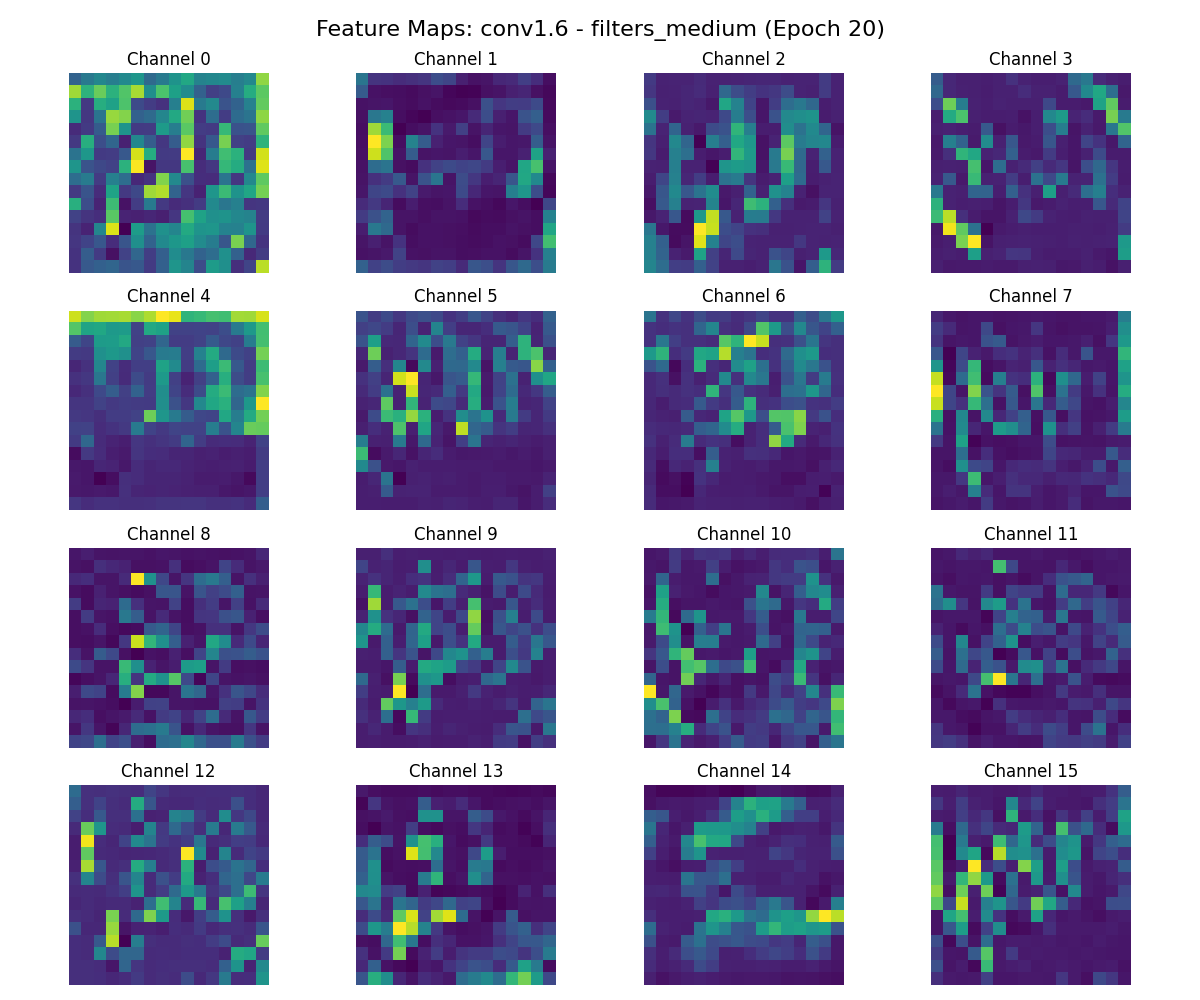 Feature Maps: conv1.6 - filters_medium (Epoch 20)
Channel 0
Channel 1
Channel 2
Channel 3
Channel 4
Channel 5
Channel 6
Channel 7
Channel 8
Channel 9
Channel 10
Channel 11
Channel 12
Channel 13
Channel 14
Channel 15